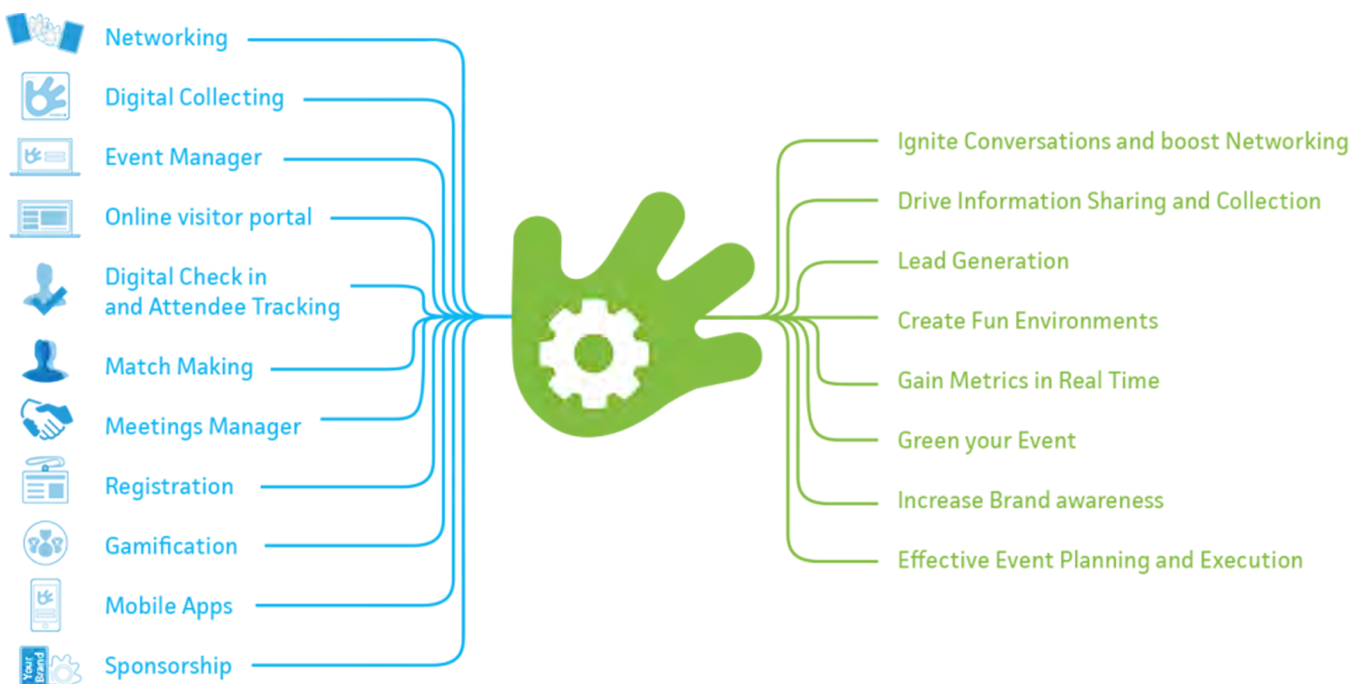 Networking
Digital Collecting
Event Manager
Online visitor portal
Digital Check in
and Attendee Tracking
Match Making
Meetings Manager
Registration
Gamification
Mobile Apps
Your
Brand
Sponsorship
Ignite Conversations and boost Networking
Drive Information Sharing and Collection
Lead Generation
Create Fun Environments
Gain Metrics in Real Time
Green your Event
Increase Brand awareness
Effective Event Planning and Execution